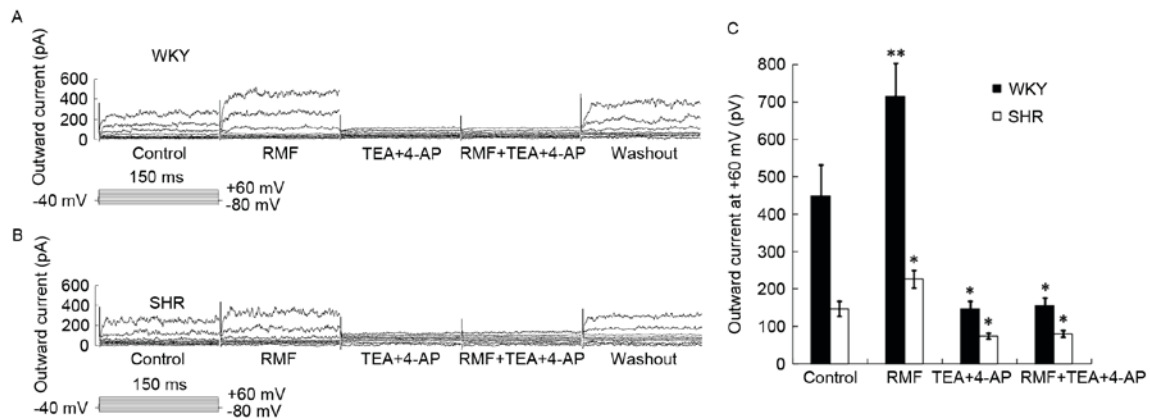 A
WKY
Outward current (pA)
600
400
200
0
Control
RMF
TEA+4-AP
RMF+TEA+4-AP
Washout
150 ms
-40 mV
+60 mV
-80 mV
B
SHR
Outward current (pA)
600
400
200
0
Control
RMF
TEA+4-AP
RMF+TEA+4-AP
Washout
150 ms
-40 mV
+60 mV
-80 mV
C
Outward current at +60 mV (pV)
800
700
600
500
400
300
200
100
0
**
*
*
*
*
*
WKY
SHR
Control
RMF
TEA+4-AP
RMF+TEA+4-AP